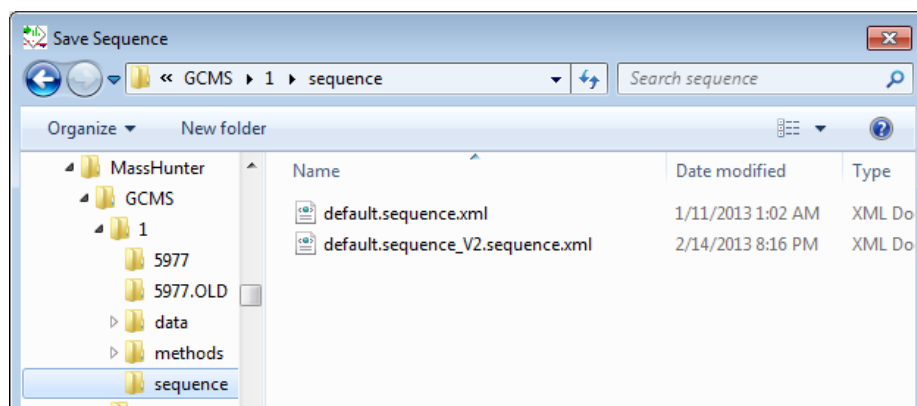 Save Sequence
« GCMS 1 sequence
Search sequence
Organize New folder
MassHunter
GCMS
1
5977
5977.OLD
data
methods
sequence
Name Date modified Type
default.sequence.xml 1/11/2013 1:02 AM XML Do
default.sequence_V2.sequence.xml 2/14/2013 8:16 PM XML Do